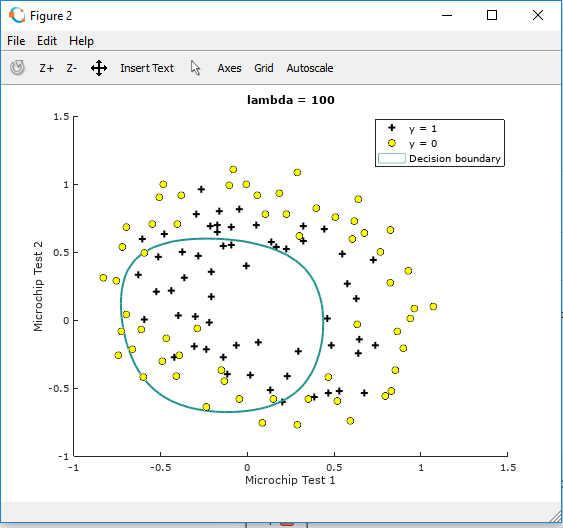 Figure 2
File Edit Help
Z+ Z- Insert Text Axes Grid Autoscale
lambda = 100
1.5
y = 1
y = 0
Decision boundary
1
0.5
Microchip Test 2
0
-0.5
-1
-1 -0.5 0 0.5 1 1.5
Microchip Test 1